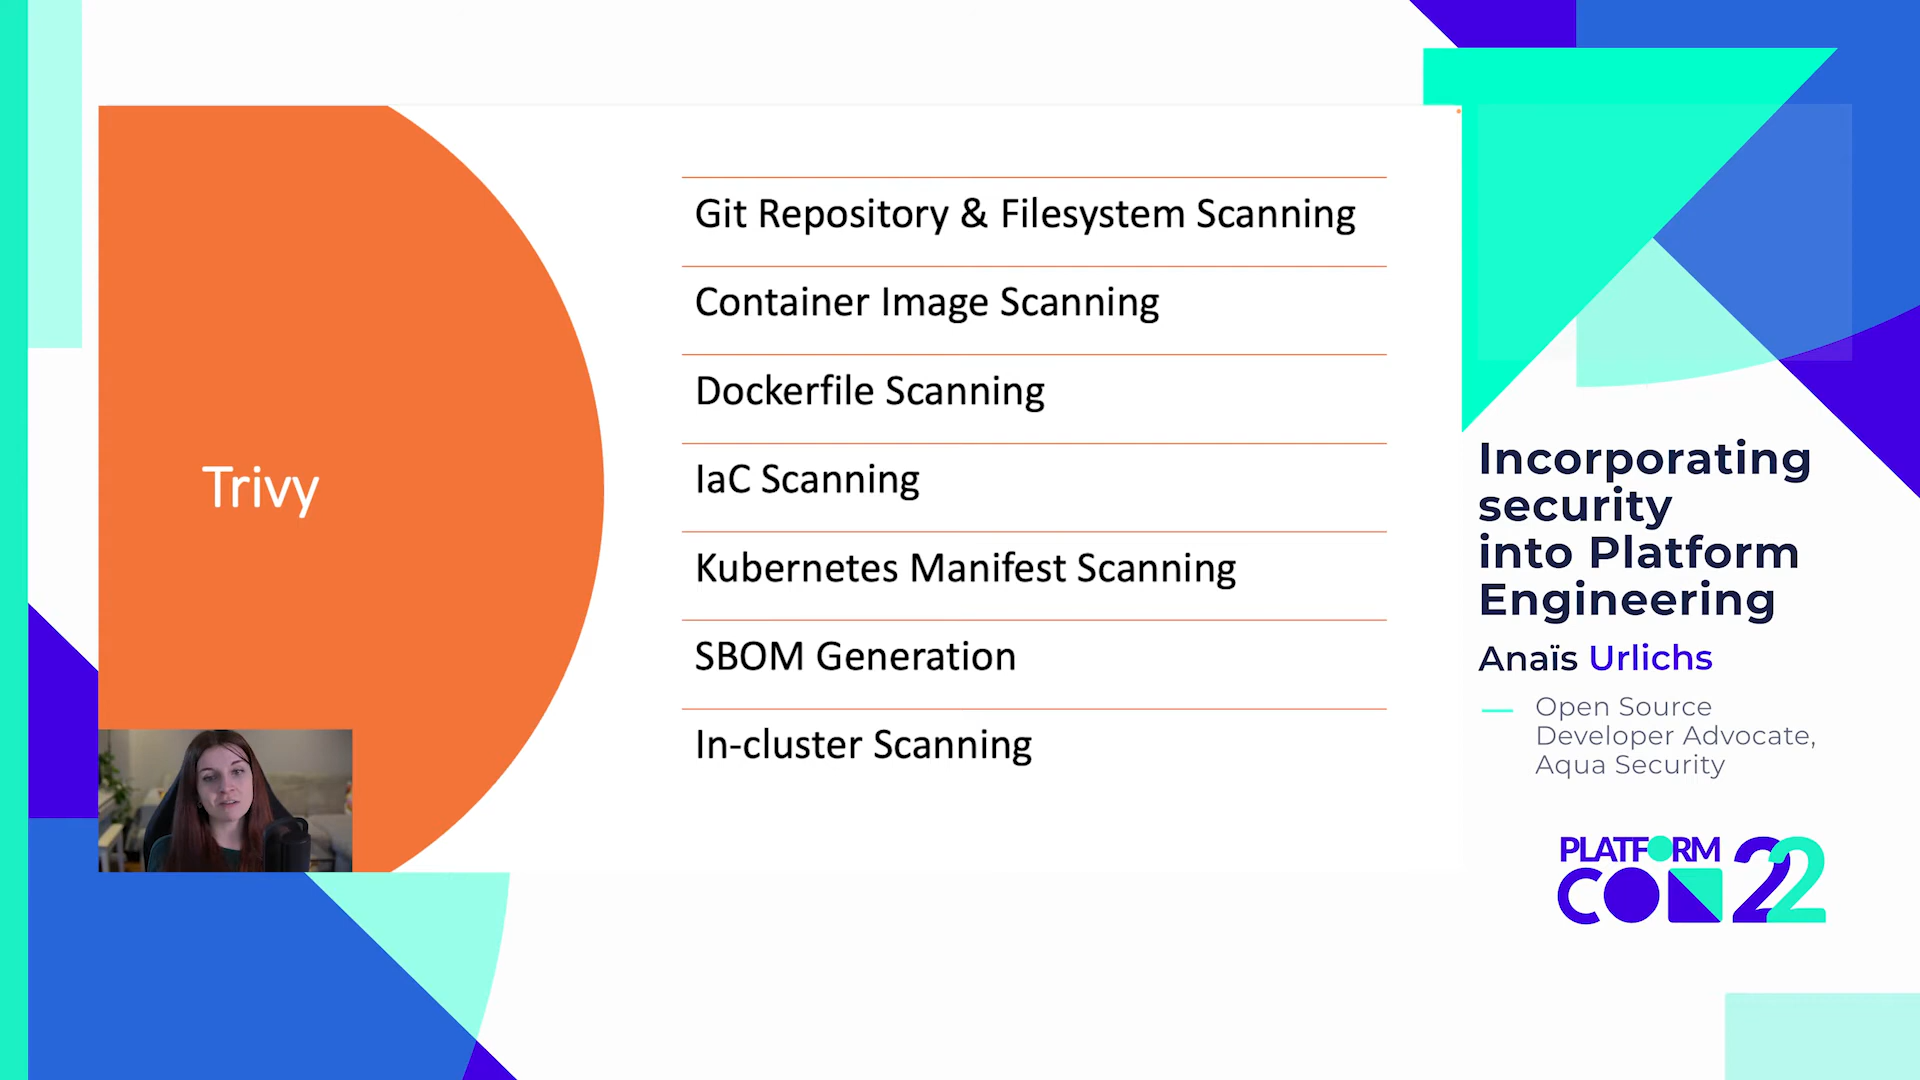 Trivy
Git Repository & Filesystem Scanning
Container Image Scanning
Dockerfile Scanning
IaC Scanning
Kubernetes Manifest Scanning
SBOM Generation
In-cluster Scanning
Incorporating
security
into Platform
Engineering
Anaïs Urlichs
Open Source
Developer Advocate,
Aqua Security
PLATFORM
CON 22